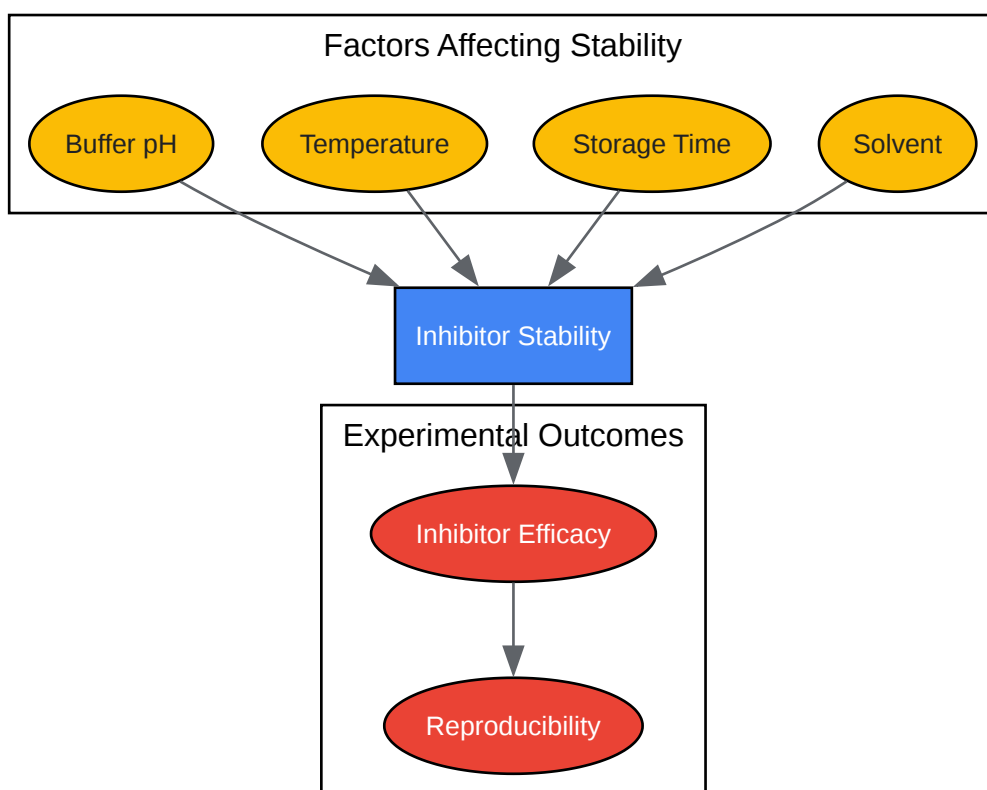 Factors Affecting Stability
Buffer pH
Temperature
Storage Time
Solvent
Inhibitor Stability
Experimental Outcomes
Inhibitor Efficacy
Reproducibility